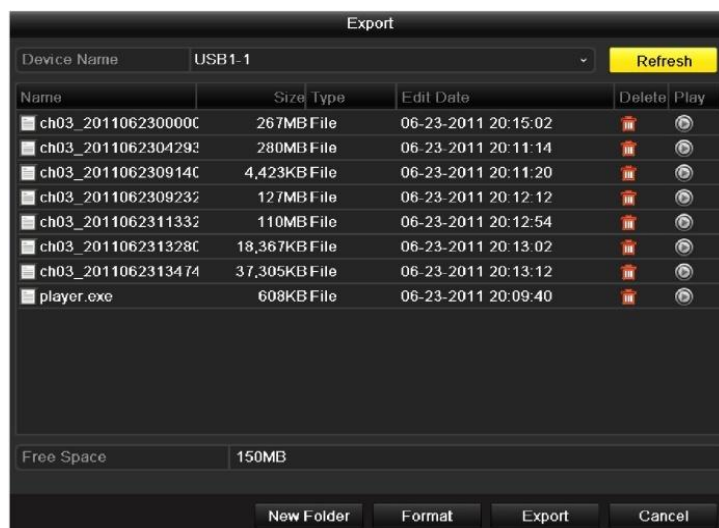 Export
Device Name USB1-1 Refresh
Name Size Type Edit Date Delete Play
ch03_2011062300000 267MB File 06-23-2011 20:15:02
ch03_2011062304293 280MB File 06-23-2011 20:11:14
ch03_2011062309140 4,423KB File 06-23-2011 20:11:20
ch03_2011062309232 127MB File 06-23-2011 20:12:12
ch03_2011062311332 110MB File 06-23-2011 20:12:54
ch03_2011062313280 18,367KB File 06-23-2011 20:13:02
ch03_2011062313474 37,305KB File 06-23-2011 20:13:12
player.exe 608KB File 06-23-2011 20:09:40
Free Space 150MB
New Folder Format Export Cancel